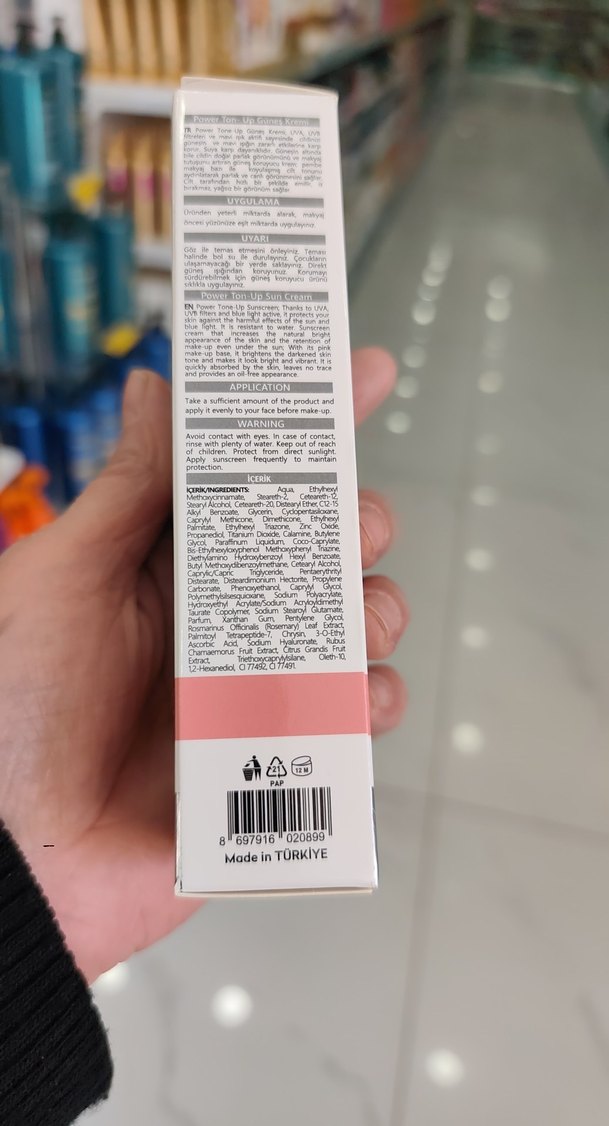 Power Ton- Up Güneş Kremi
TR Power Tone-Up Güneş Kremi, UVA, UVB
filtreleri ve mavi ışık aktifi sayesinde cildinizi
güneşin ve mavi ışığın zararlı etkilerine karşı
korur. Suya karşı dayanıklıdır. Güneşin altında
bile cildin doğal parlak görünümünü ve makyaj
tutuşunu artıran güneş koruyucu krem; pembe
makyaj bazı ile koyulaşmış cilt tonunu
aydınlatarak parlak ve canlı görünmesini sağlar.
Cilt tarafından hızlı bir şekilde emilir, iz
bırakmaz, yağsız bir görünüm sağlar.
UYGULAMA
Üründen yeterli miktarda alarak, makyaj
öncesi yüzünüze eşit miktarda uygulayınız.
UYARI
Göz ile temas etmesini önleyiniz. Teması
halinde bol su ile durulayınız. Çocukların
ulaşamayacağı bir yerde saklayınız. Direkt
güneş ışığından koruyunuz. Korumayı
sürdürebilmek için güneş koruyucu ürünü
sıklıkla uygulayınız.
Power Ton-Up Sun Cream
EN Power Tone-Up Sunscreen; Thanks to UVA,
UVB filters and blue light active, it protects your
skin against the harmful effects of the sun and
blue light. It is resistant to water. Sunscreen
cream that increases the natural bright
appearance of the skin and the retention of
make-up even under the sun; With its pink
make-up base, it brightens the darkened skin
tone and makes it look bright and vibrant. It is
quickly absorbed by the skin, leaves no trace
and provides an oil-free appearance.
APPLICATION
Take a sufficient amount of the product and
apply it evenly to your face before make-up.
WARNING
Avoid contact with eyes. In case of contact,
rinse with plenty of water. Keep out of reach
of children. Protect from direct sunlight.
Apply sunscreen frequently to maintain
protection.
İÇERİK
İÇERİK/INGREDIENTS: Aqua, Ethylhexyl
Methoxycinnamate, Steareth-2, Ceteareth-12,
Stearyl Alcohol, Ceteareth-20, Distearyl Ether, C12-15
Alkyl Benzoate, Glycerin, Cyclopentasiloxane,
Caprylyl Methicone, Dimethicone, Ethylhexyl
Palmitate, Ethylhexyl Triazone, Zinc Oxide,
Propanediol, Titanium Dioxide, Calamine, Butylene
Glycol, Paraffinum Liquidum, Coco-Caprylate,
Bis-Ethylhexyloxyphenol Methoxyphenyl Triazine,
Diethylamino Hydroxybenzoyl Hexyl Benzoate,
Butyl Methoxydibenzoylmethane, Cetearyl Alcohol,
Caprylic/Capric Triglyceride, Pentaerythrityl
Distearate, Disteardimonium Hectorite, Propylene
Carbonate, Phenoxyethanol, Caprylyl Glycol,
Polymethylsilsesquioxane, Sodium Polyacrylate,
Hydroxyethyl Acrylate/Sodium Acryloyldimethyl
Taurate Copolymer, Sodium Stearoyl Glutamate,
Parfum, Xanthan Gum, Pentylene Glycol,
Rosmarinus Officinalis (Rosemary) Leaf Extract,
Palmitoyl Tetrapeptide-7, Chrysin, 3-O-Ethyl
Ascorbic Acid, Sodium Hyaluronate, Rubus
Chamaemorus Fruit Extract, Citrus Grandis Fruit
Extract, Triethoxycaprylylsilane, Oleth-10,
1,2-Hexanediol, CI 77492, CI 77491.
21
PAP
12 M
8 697916 020899
Made in TÜRKİYE